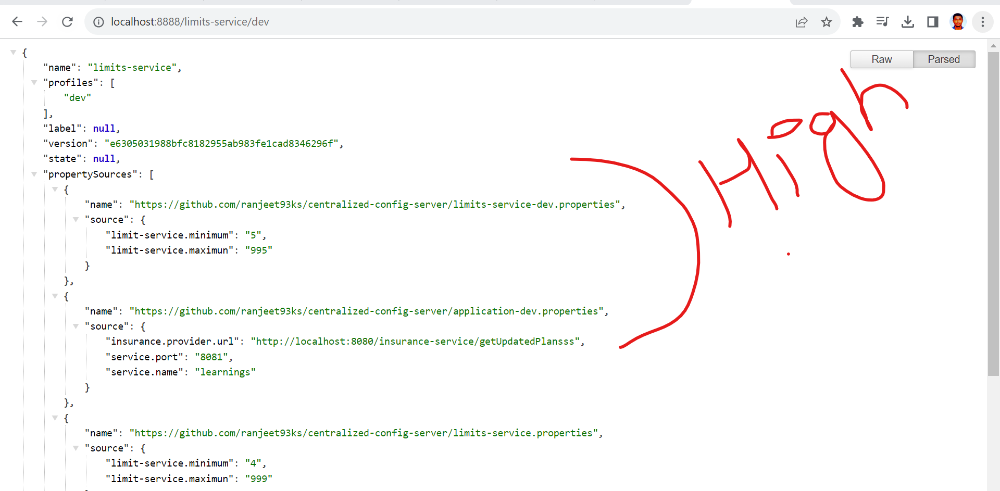 localhost:8888/limits-service/dev
Raw Parsed
{
"name": "limits-service",
"profiles": [
"dev"
],
"label": null,
"version": "e6305031988bfc8182955ab983fe1cad8346296f",
"state": null,
"propertySources": [
{
"name": "https://github.com/ranjeet93ks/centralized-config-server/limits-service-dev.properties",
"source": {
"limit-service.minimum": "5",
"limit-service.maximun": "995"
}
},
{
"name": "https://github.com/ranjeet93ks/centralized-config-server/application-dev.properties",
"source": {
"insurance.provider.url": "http://localhost:8080/insurance-service/getUpdatedPlansss",
"service.port": "8081",
"service.name": "learnings"
}
},
{
"name": "https://github.com/ranjeet93ks/centralized-config-server/limits-service.properties",
"source": {
"limit-service.minimum": "4",
"limit-service.maximun": "999"
High